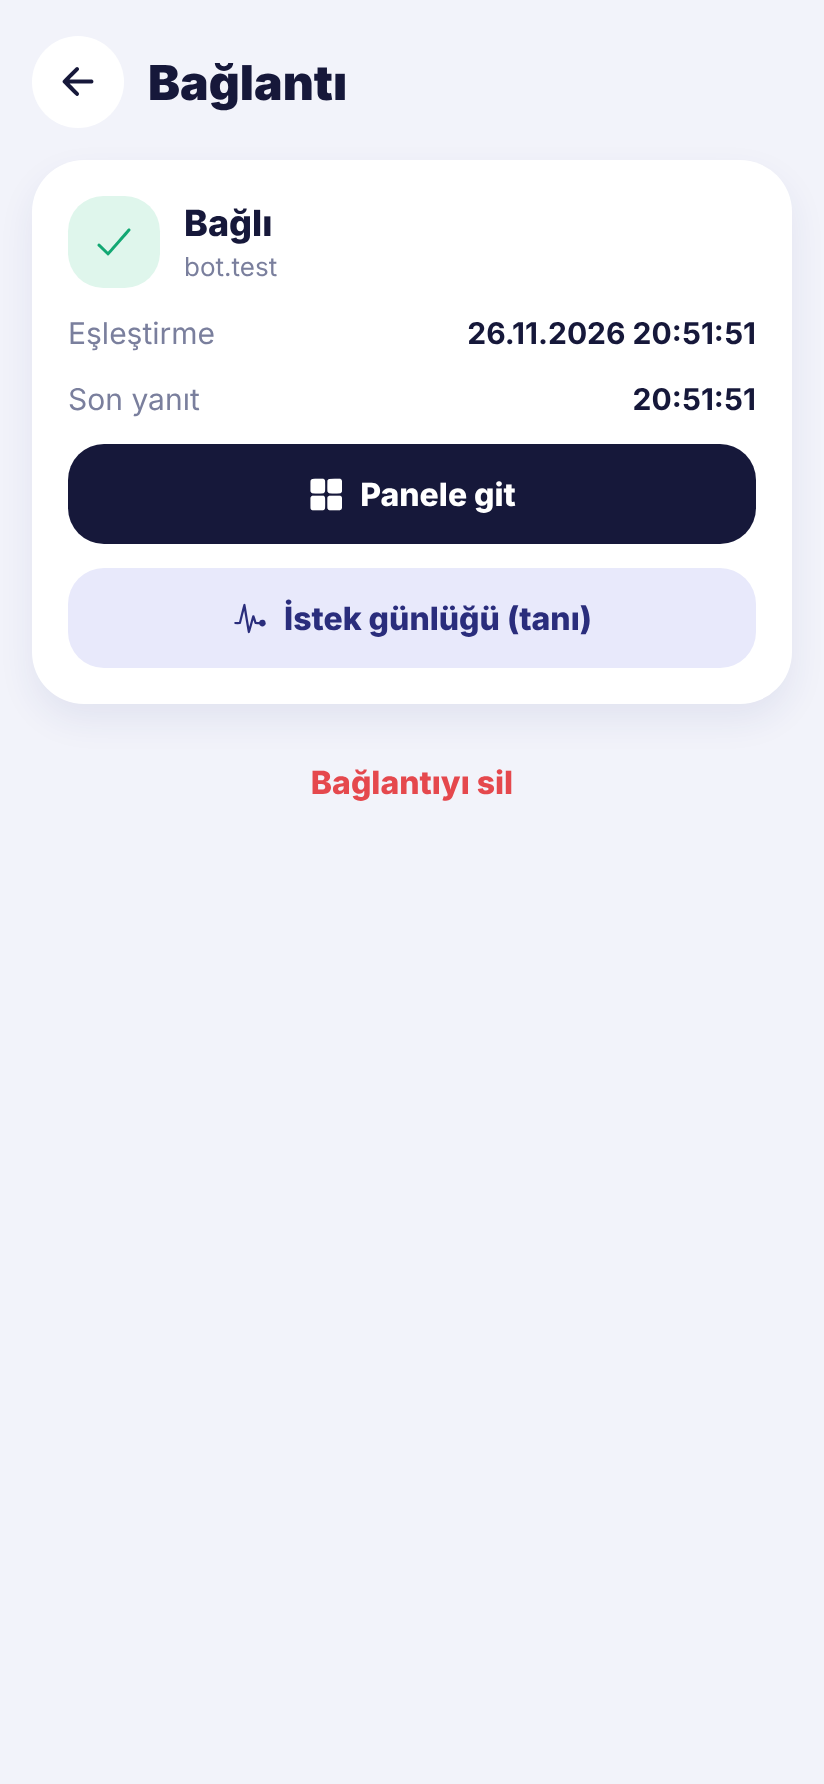 Bağlantı
Bağlı
bot.test
Eşleştirme 26.11.2026 20:51:51
Son yanıt 20:51:51
Panele git
İstek günlüğü (tanı)
Bağlantıyı sil